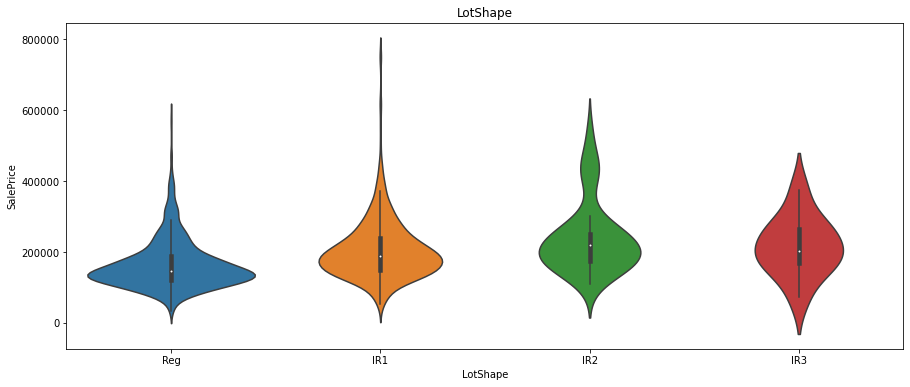 LotShape
800000
600000
400000
200000
0
SalePrice
Reg IR1 IR2 IR3
LotShape